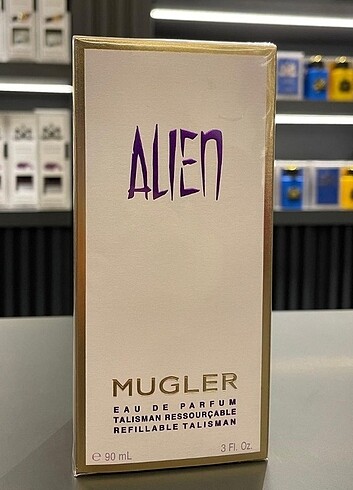 ALIEN
MUGLER
EAU DE PARFUM
TALISMAN RESSOURÇABLE
REFILLABLE TALISMAN
℮ 90 mL 3 Fl. Oz.